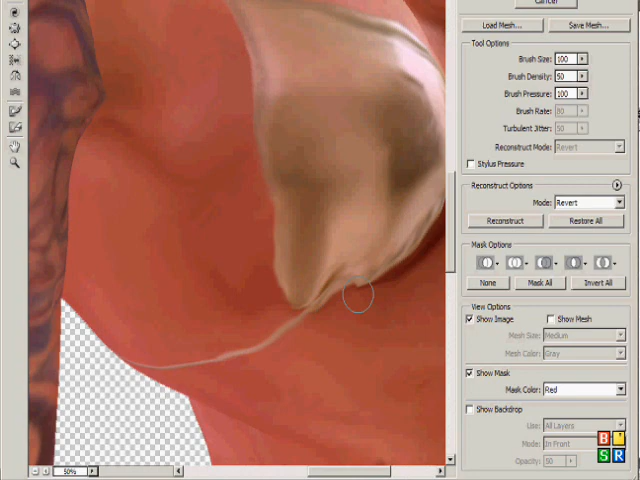 Cancel
Load Mesh...
Save Mesh...
Tool Options
Brush Size: 100
Brush Density: 50
Brush Pressure: 100
Brush Rate: 80
Turbulent Jitter: 50
Reconstruct Mode: Revert
Stylus Pressure
Reconstruct Options
Mode: Revert
Reconstruct
Restore All
Mask Options
None
Mask All
Invert All
View Options
Show Image
Show Mesh
Mesh Size: Medium
Mesh Color: Gray
Show Mask
Mask Color: Red
Show Backdrop
Use: All Layers
Mode: In Front
Opacity: 50
B
S R
50%